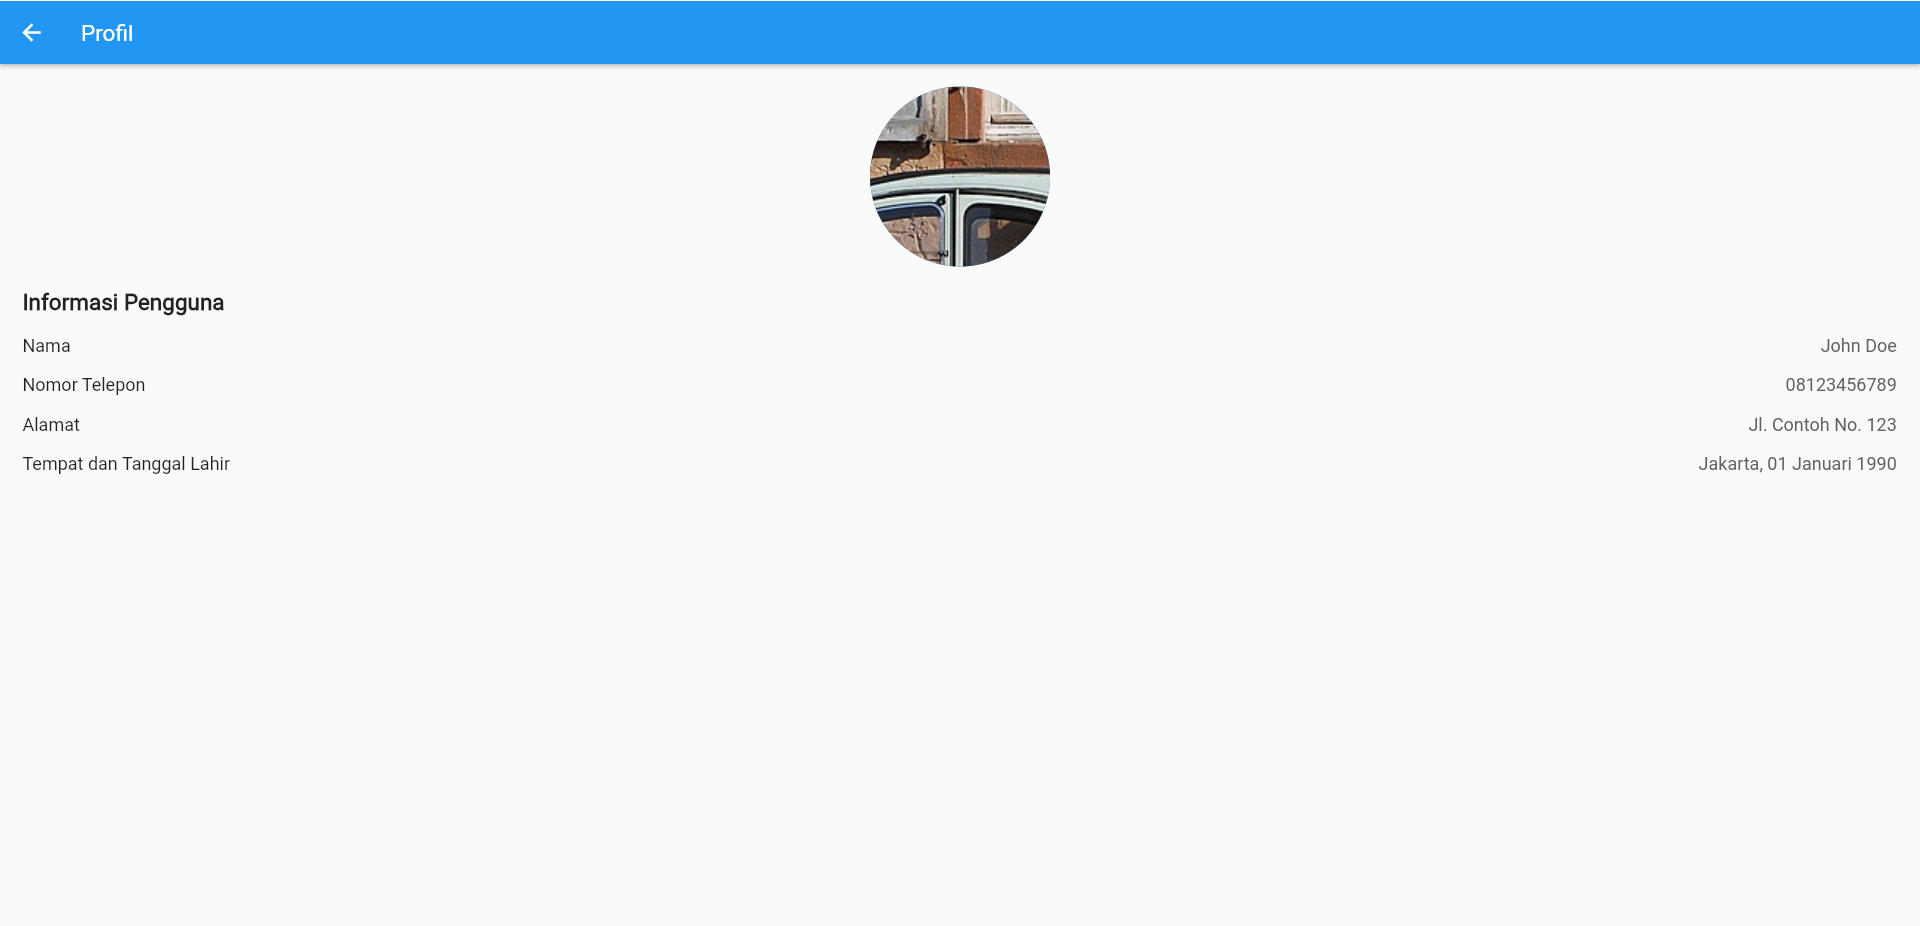 Profil
Informasi Pengguna
Nama John Doe
Nomor Telepon 08123456789
Alamat Jl. Contoh No. 123
Tempat dan Tanggal Lahir Jakarta, 01 Januari 1990